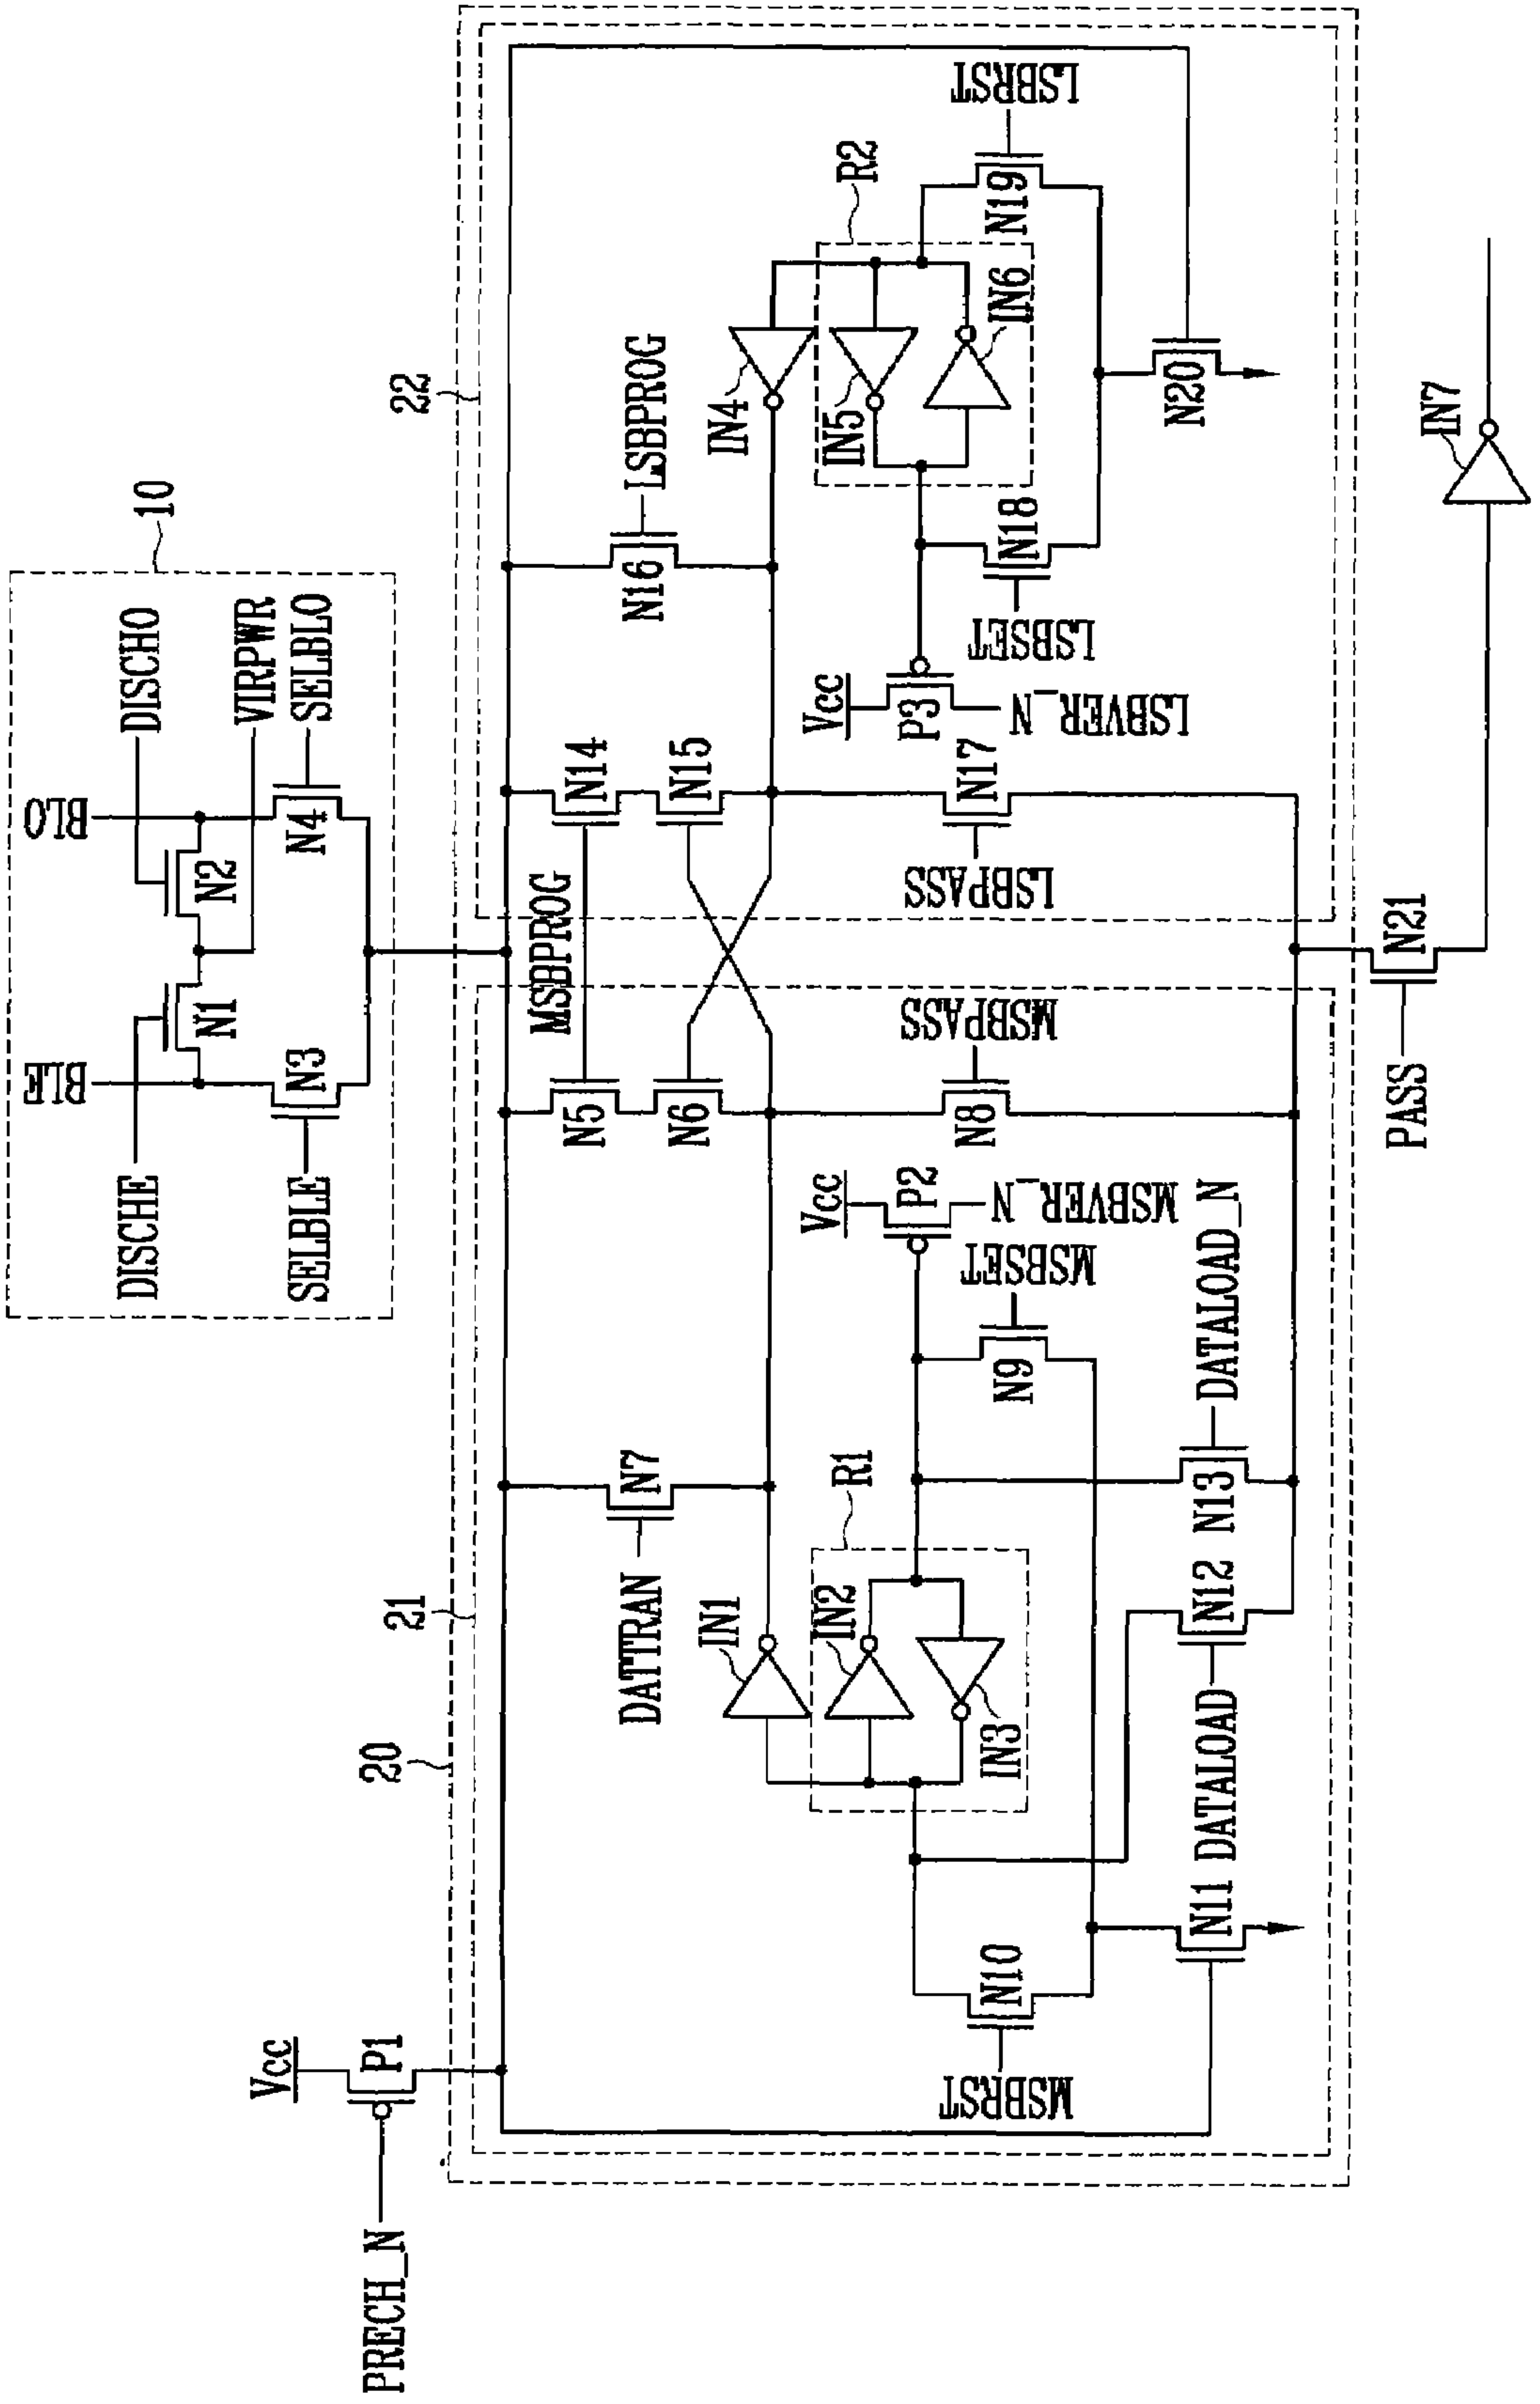 10
BLE
BLO
DISCHO
VIRPWR
SELBLO
DISCHE
SELBLE
N1
N2
N3
N4
Vcc
P1
PRECH_N
20
21
22
MSBPROG
N5
N6
N7
DATTRAN
N14
N15
N16
LSBPROG
IN1
IN2
IN3
R1
IN4
IN5
IN6
R2
N8
MSBPASS
N17
LSBPASS
Vcc
P2
MSBVER_N
MSBSET
N9
N10
MSBRST
N11
DATALOAD
N12
N13
DATALOAD_N
Vcc
P3
LSBVER_N
LSBSET
N18
N19
LSBRST
N20
PASS
N21
IN7